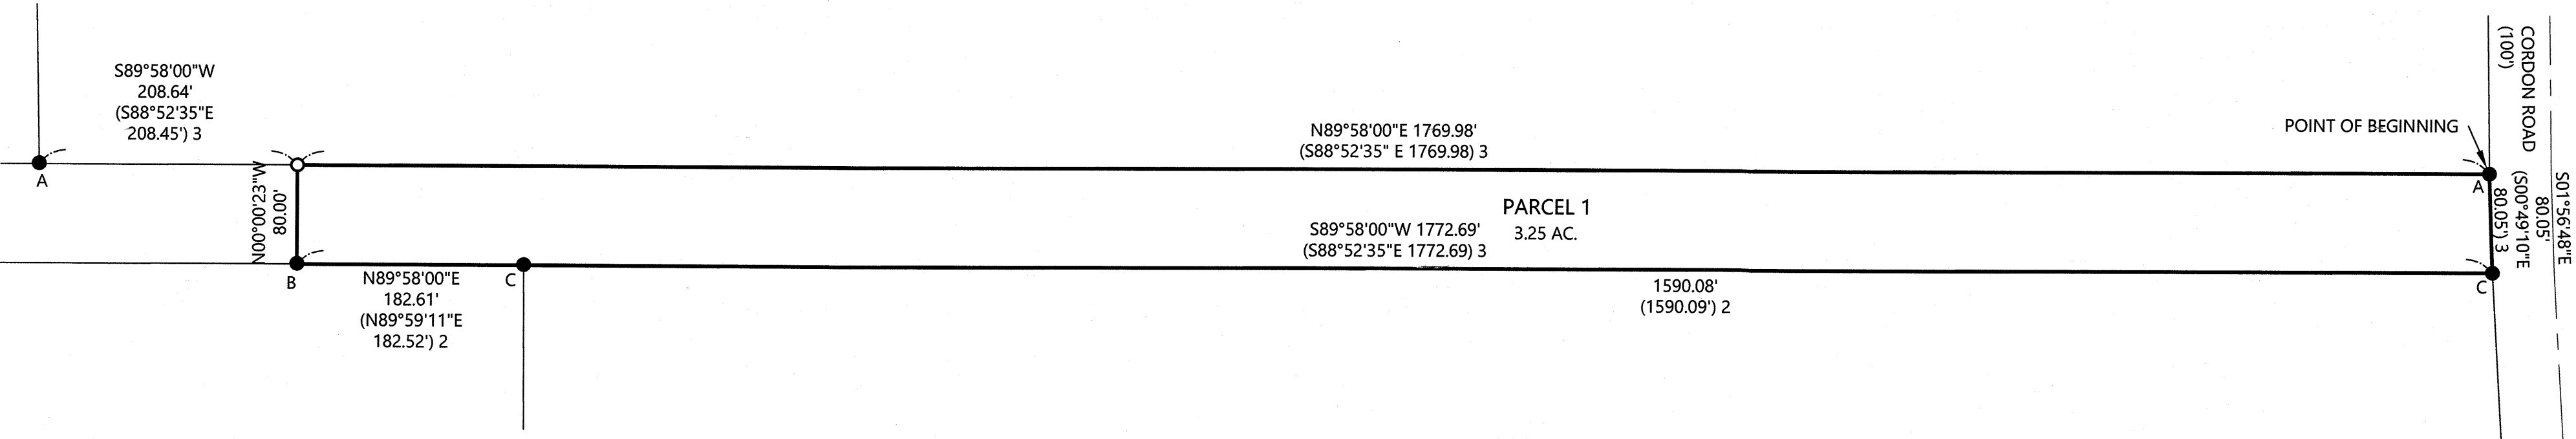 S89°58'00"W
208.64'
(S88°52'35"E
208.45') 3
A
N00°00'23"W
80.00'
B
N89°58'00"E
182.61'
(N89°59'11"E
182.52') 2
C
N89°58'00"E 1769.98'
(S88°52'35" E 1769.98) 3
PARCEL 1
3.25 AC.
S89°58'00"W 1772.69'
(S88°52'35"E 1772.69) 3
1590.08'
(1590.09') 2
POINT OF BEGINNING
A
C
CORDON ROAD
(100')
S01°56'48"E
80.05'
(S00°49'10"E
80.05') 3